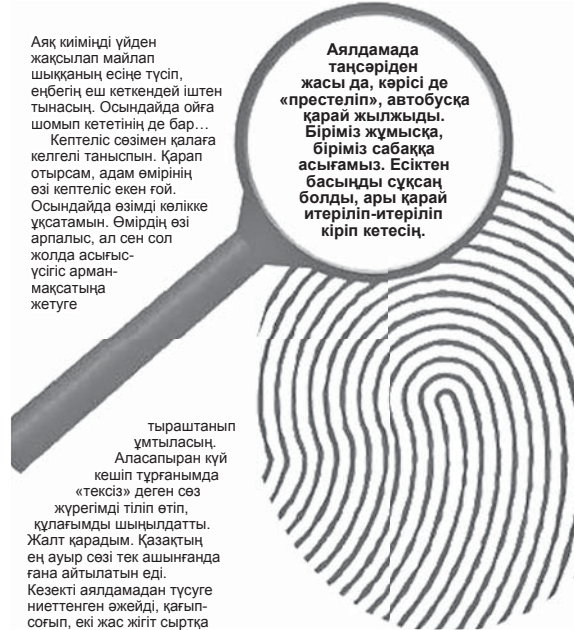 Аяқ киіміңді үйден
жақсылап майлап
шыққаның есіңе түсіп,
еңбегің еш кеткендей іштен
тынасың. Осындайда ойға
шомып кететінің де бар…
Кептеліс сөзімен қалаға
келгелі таныспын. Қарап
отырсам, адам өмірінің
өзі кептеліс екен ғой.
Осындайда өзімді көлікке
ұқсатамын. Өмірдің өзі
арпалыс, ал сен сол
жолда асығыс-
үсігіс арман-
мақсатыңа
жетуге
тыраштанып
ұмтыласың.
Аласапыран күй
кешіп тұрғанымда
«тексіз» деген сөз
жүрегімді тіліп өтіп,
құлағымды шыңылдатты.
Жалт қарадым. Қазақтың
ең ауыр сөзі тек ашынғанда
ғана айтылатын еді.
Кезекті аялдамадан түсуге
ниеттенген әжейді, қағып-
соғып, екі жас жігіт сыртқа
Аялдамада
таңсәріден
жасы да, кәрісі де
«престеліп», автобусқа
қарай жылжыды.
Біріміз жұмысқа,
біріміз сабаққа
асығамыз. Есіктен
басыңды сұқсаң
болды, ары қарай
итеріліп-итеріліп
кіріп кетесің.